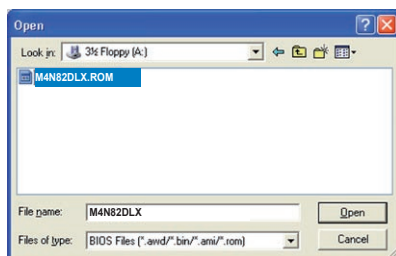 Open
Look in: 3½ Floppy (A:)
M4N82DLX.ROM
File name: M4N82DLX Open
Files of type: BIOS Files (*.awd/*.bin/*.ami/*.rom) Cancel